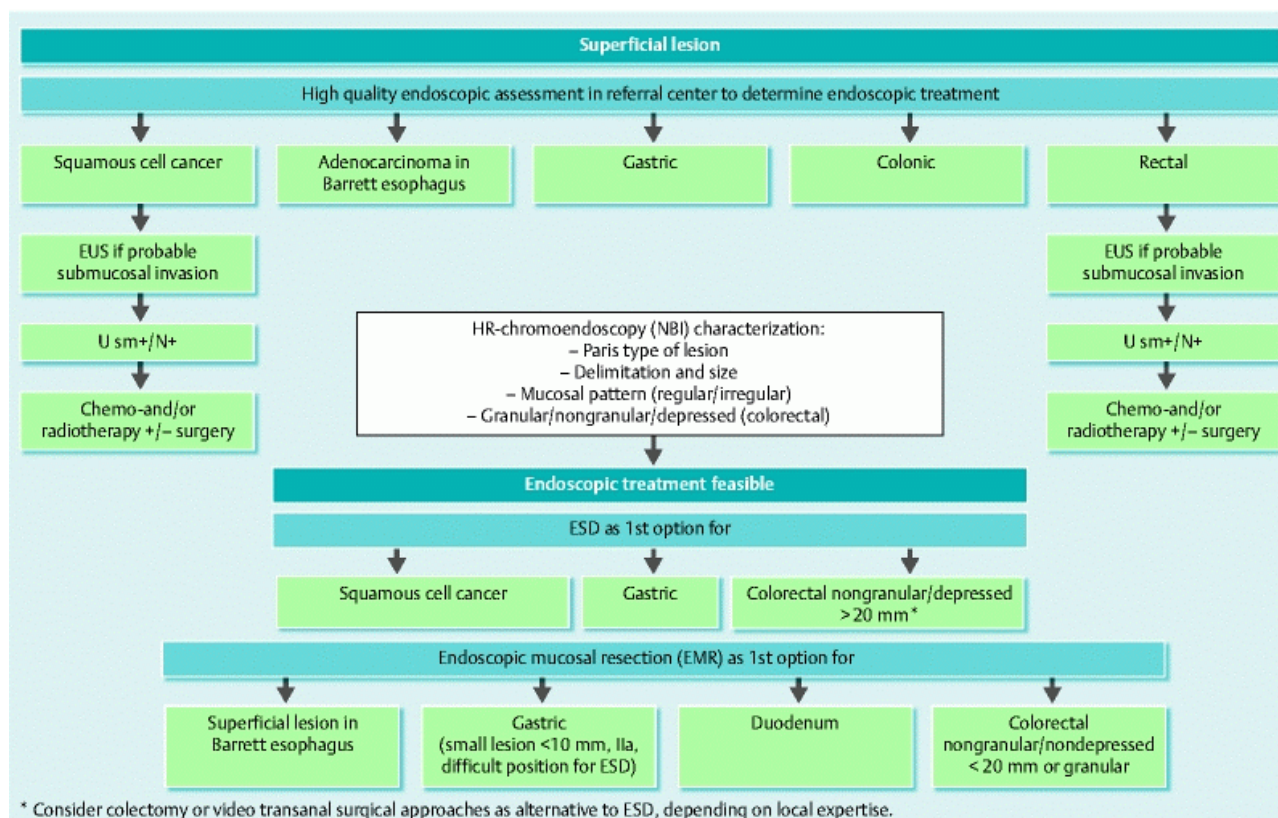 Superficial lesion
High quality endoscopic assessment in referral center to determine endoscopic treatment
Squamous cell cancer
Adenocarcinoma in
Barrett esophagus
Gastric
Colonic
Rectal
EUS if probable
submucosal invasion
EUS if probable
submucosal invasion
U sm+/N+
U sm+/N+
Chemo-and/or
radiotherapy +/– surgery
Chemo-and/or
radiotherapy +/– surgery
HR-chromoendoscopy (NBI) characterization:
– Paris type of lesion
– Delimitation and size
– Mucosal pattern (regular/irregular)
– Granular/nongranular/depressed (colorectal)
Endoscopic treatment feasible
ESD as 1st option for
Squamous cell cancer
Gastric
Colorectal nongranular/depressed
>20 mm*
Endoscopic mucosal resection (EMR) as 1st option for
Superficial lesion in
Barrett esophagus
Gastric
(small lesion <10 mm, IIa,
difficult position for ESD)
Duodenum
Colorectal
nongranular/nondepressed
<20 mm or granular
* Consider colectomy or video transanal surgical approaches as alternative to ESD, depending on local expertise.